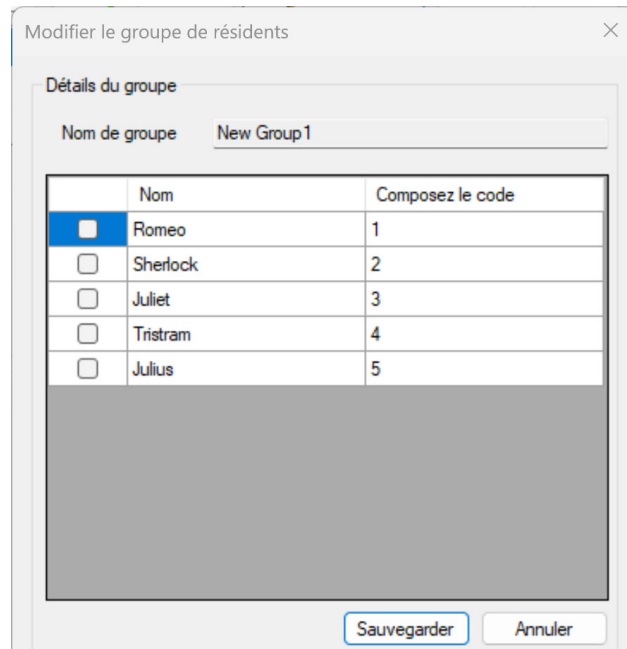 Modifier le groupe de résidents
Détails du groupe
Nom de groupe New Group1
Nom Composez le code
Romeo 1
Sherlock 2
Juliet 3
Tristram 4
Julius 5
Sauvegarder Annuler